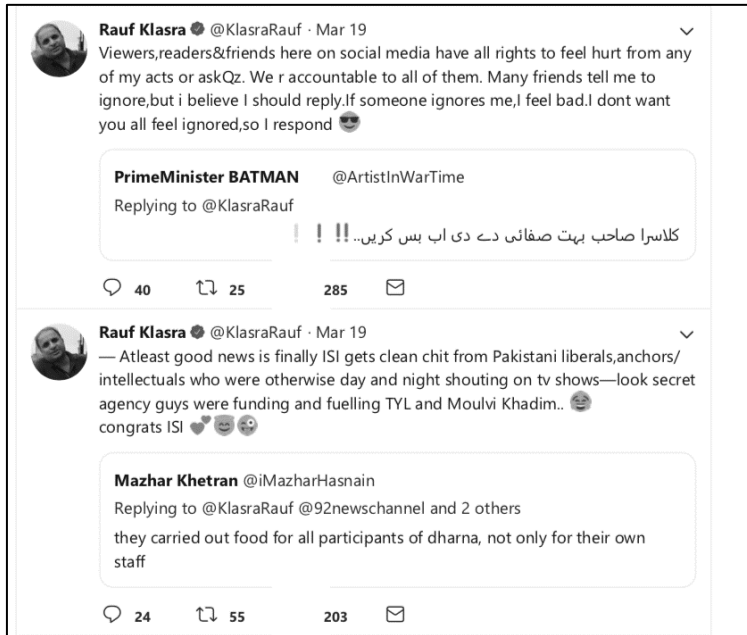 Rauf Klasra @KlasraRauf · Mar 19
Viewers,readers&friends here on social media have all rights to feel hurt from any
of my acts or askQz. We r accountable to all of them. Many friends tell me to
ignore,but i believe I should reply.If someone ignores me,I feel bad.I dont want
you all feel ignored,so I respond 😎
PrimeMinister BATMAN @ArtistInWarTime
Replying to @KlasraRauf
کلاسرا صاحب بہت صفائی دے دی اب بس کریں..‼️❗❕
40 25 285
Rauf Klasra @KlasraRauf · Mar 19
— Atleast good news is finally ISI gets clean chit from Pakistani liberals,anchors/
intellectuals who were otherwise day and night shouting on tv shows—look secret
agency guys were funding and fuelling TYL and Moulvi Khadim.. 😂
congrats ISI 💕😇🤪
Mazhar Khetran @iMazharHasnain
Replying to @KlasraRauf @92newschannel and 2 others
they carried out food for all participants of dharna, not only for their own
staff
24 55 203